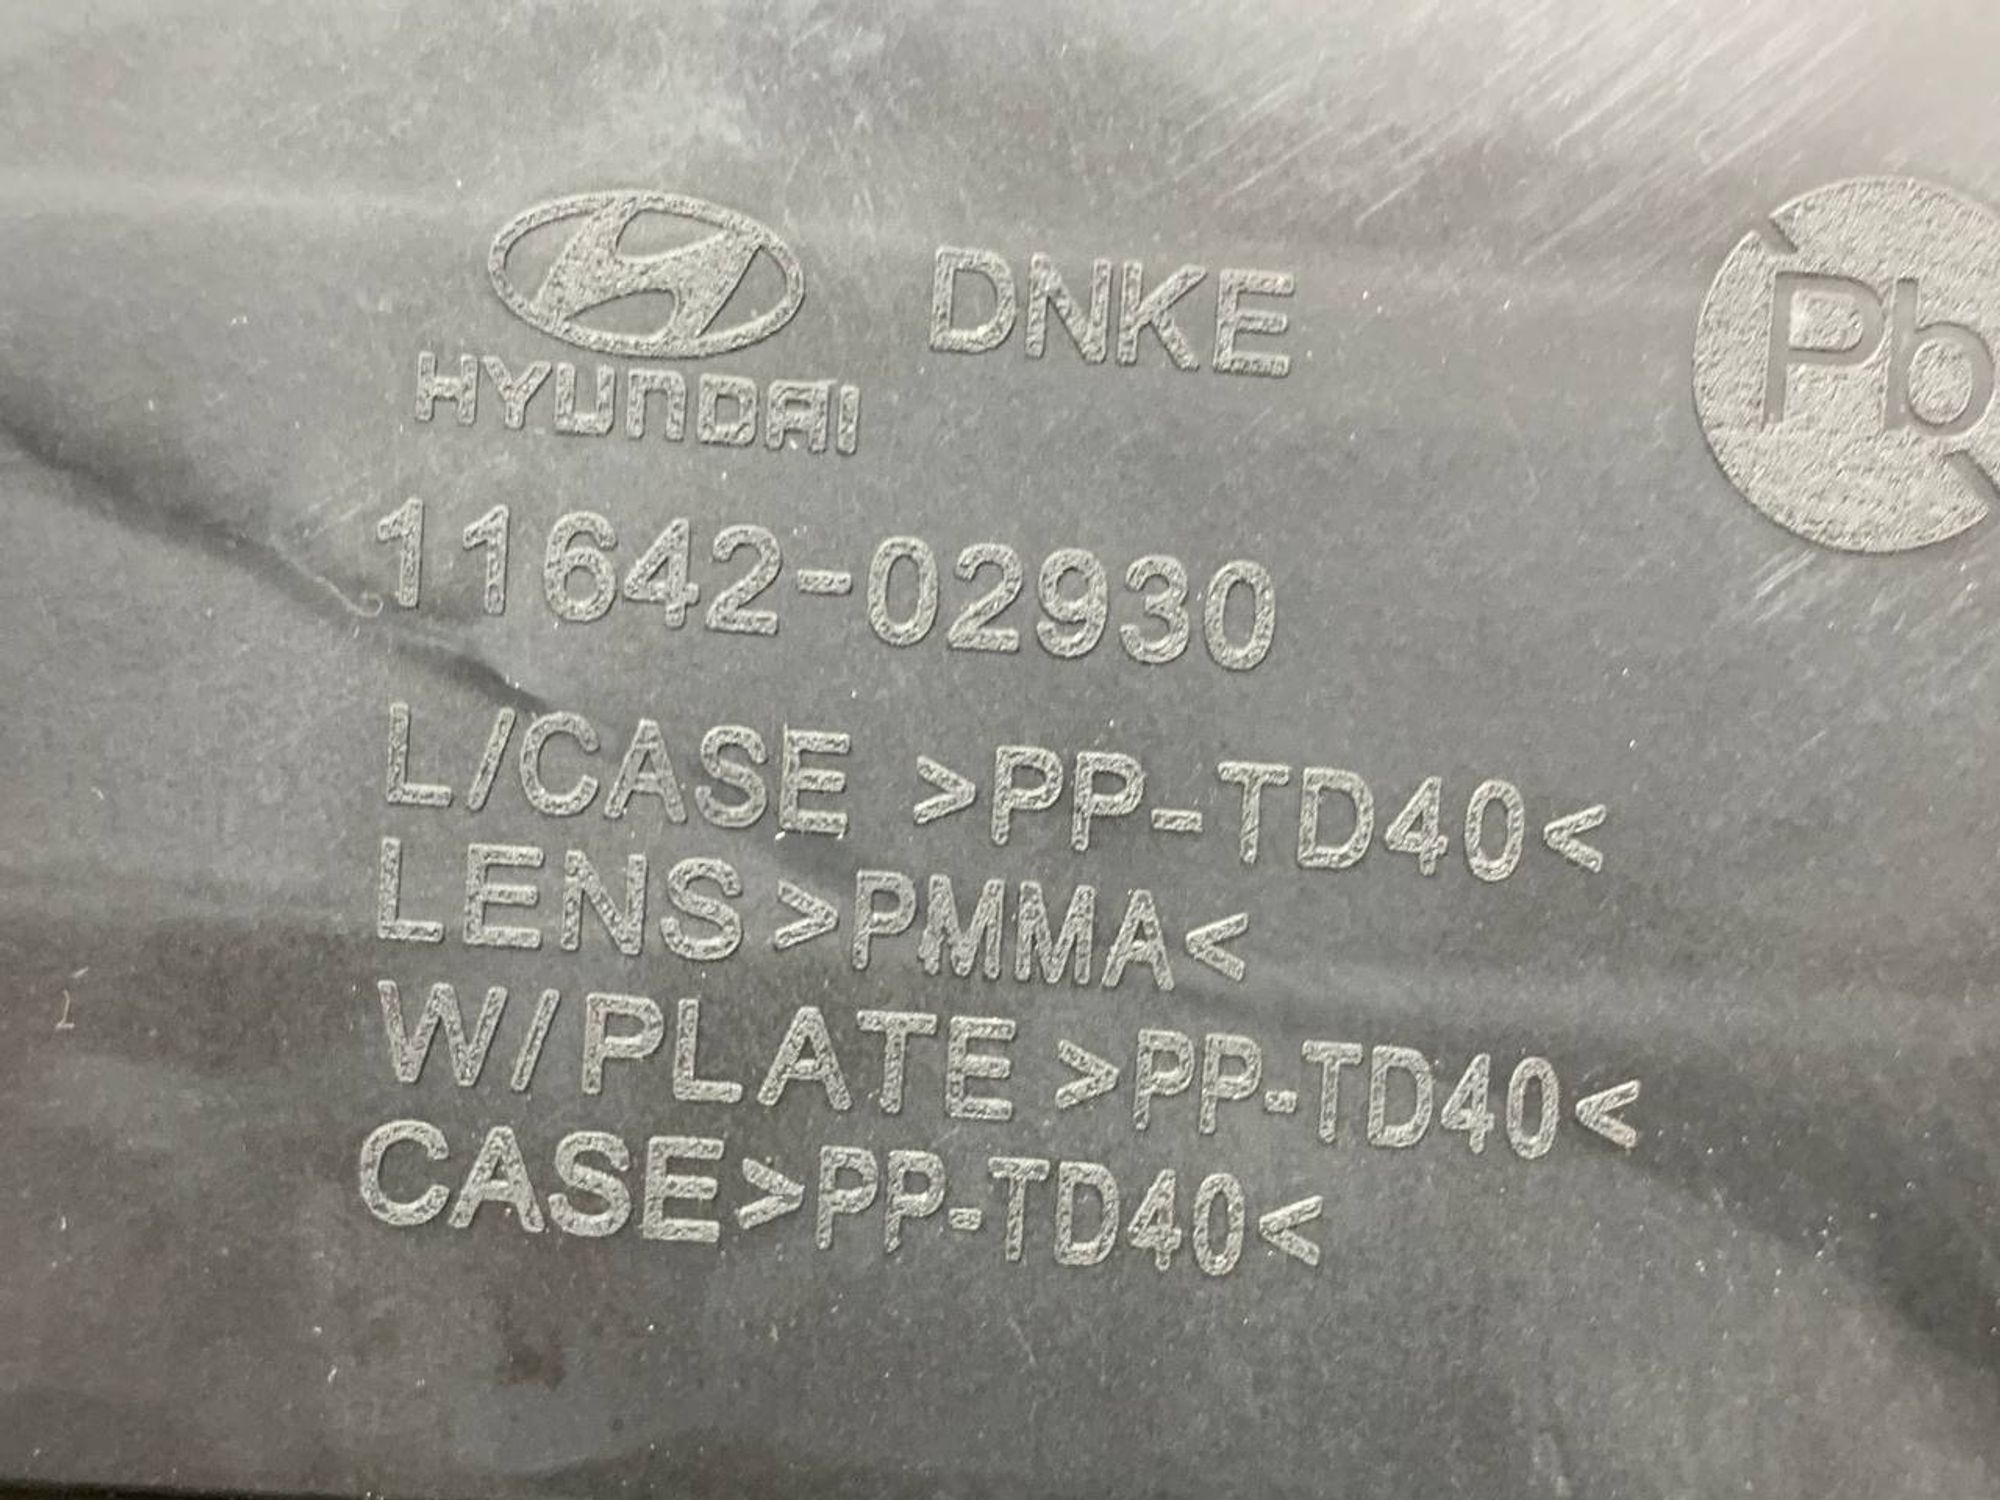 DNKE
HYUNDAI
Pb
11642-02930
L/CASE >PP-TD40<
LENS>PMMA<
W/PLATE >PP-TD40<
CASE>PP-TD40<